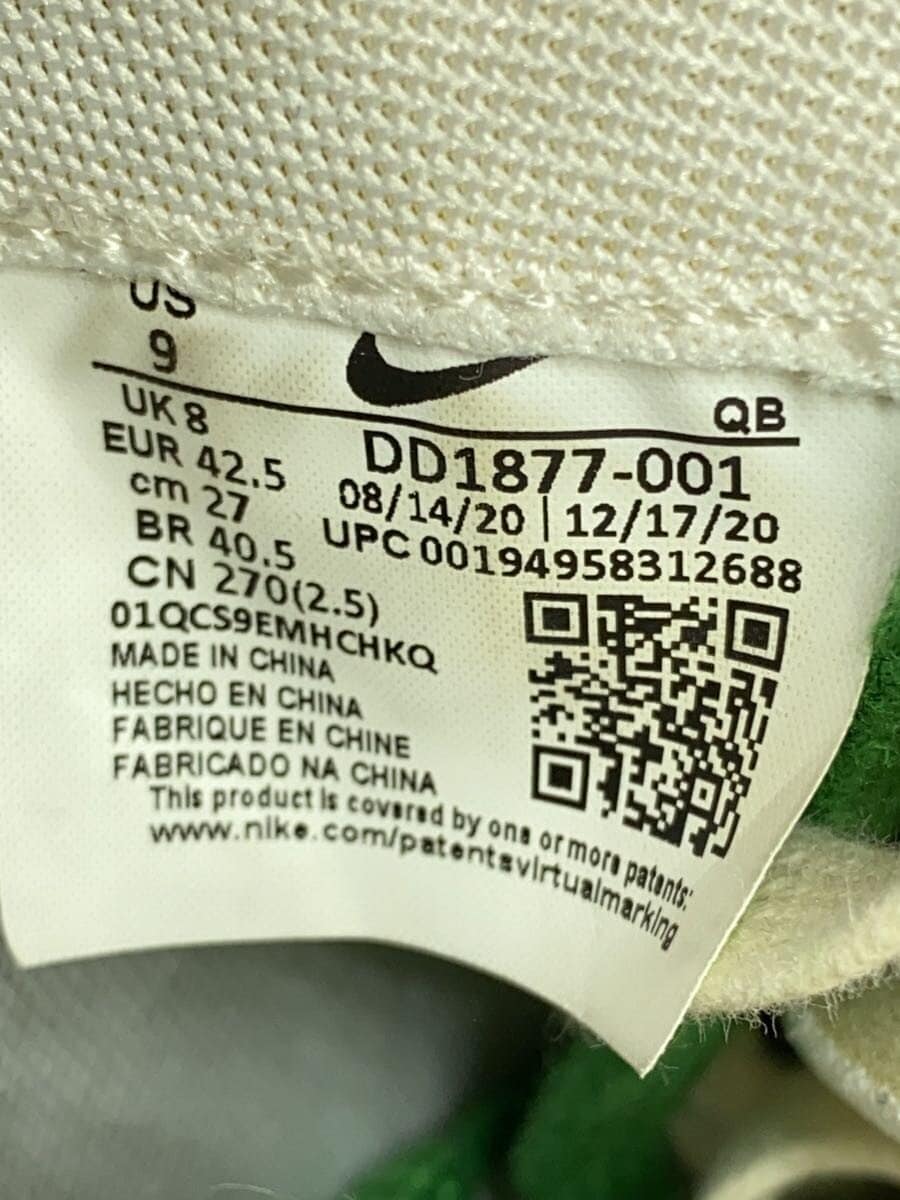 US
9
QB
UK 8
EUR 42.5
cm 27
BR 40.5
CN 270(2.5)
DD1877-001
08/14/20 | 12/17/20
UPC 00194958312688
01QCS9EMHCHKQ
MADE IN CHINA
HECHO EN CHINA
FABRIQUE EN CHINE
FABRICADO NA CHINA
This product is covered by one or more patents:
www.nike.com/patentsvirtualmarking